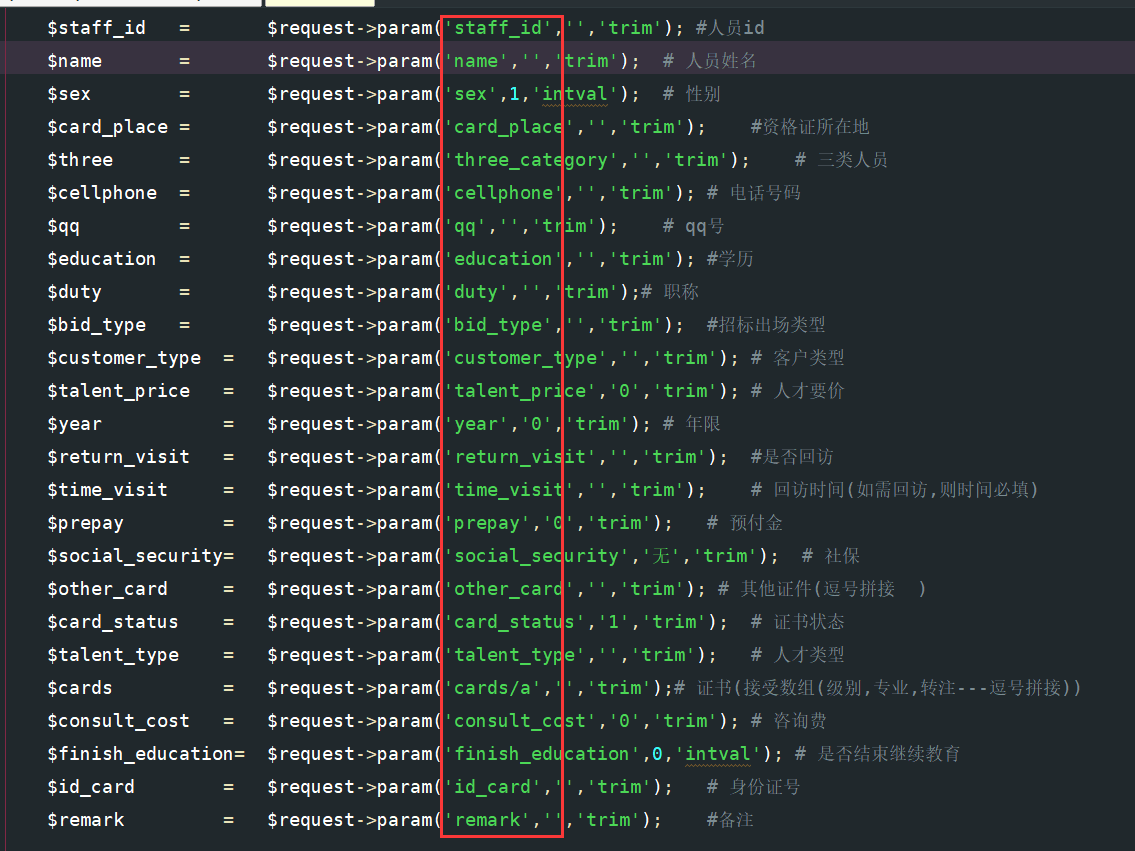 $staff_id   =       $request->param('staff_id','','trim'); #人员id
$name       =       $request->param('name','','trim');  # 人员姓名
$sex        =       $request->param('sex',1,'intval');  # 性别
$card_place =       $request->param('card_place','','trim');    #资格证所在地
$three      =       $request->param('three_category','','trim');    # 三类人员
$cellphone  =       $request->param('cellphone','','trim'); # 电话号码
$qq         =       $request->param('qq','','trim');    # qq号
$education  =       $request->param('education','','trim'); #学历
$duty       =       $request->param('duty','','trim');# 职称
$bid_type   =       $request->param('bid_type','','trim');  #招标出场类型
$customer_type  =   $request->param('customer_type','','trim'); # 客户类型
$talent_price   =   $request->param('talent_price','0','trim'); # 人才要价
$year           =   $request->param('year','0','trim'); # 年限
$return_visit   =   $request->param('return_visit','','trim');  #是否回访
$time_visit     =   $request->param('time_visit','','trim');    # 回访时间(如需回访,则时间必填)
$prepay         =   $request->param('prepay','0','trim');   # 预付金
$social_security=   $request->param('social_security','无','trim');  # 社保
$other_card     =   $request->param('other_card','','trim'); # 其他证件(逗号拼接  )
$card_status    =   $request->param('card_status','1','trim');  # 证书状态
$talent_type    =   $request->param('talent_type','','trim');   # 人才类型
$cards          =   $request->param('cards/a','','trim');# 证书(接受数组(级别,专业,转注---逗号拼接))
$consult_cost   =   $request->param('consult_cost','0','trim'); # 咨询费
$finish_education=  $request->param('finish_education',0,'intval'); # 是否结束继续教育
$id_card        =   $request->param('id_card','','trim');   # 身份证号
$remark         =   $request->param('remark','','trim');    #备注